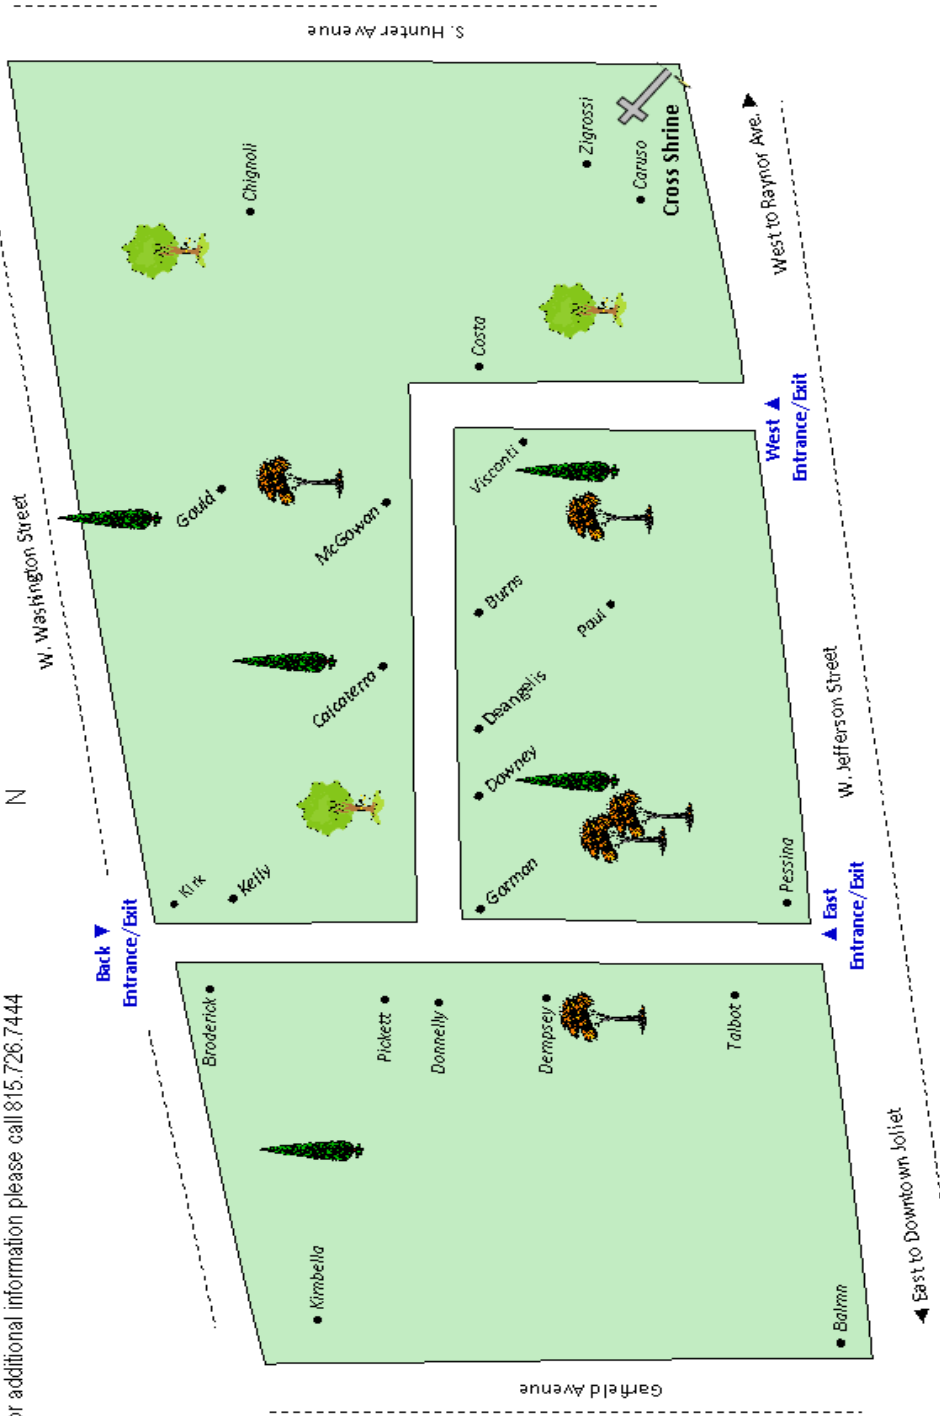 S. Hunter Avenue
Chignoli
Zigrossi
Caruso
Cross Shrine
West to Raynor Ave. ►
Costa
West ▲
Entrance/Exit
W. Washington Street
Gould
McGowan
Visconti
Burns
Paul
Calcaterra
Deangelis
Downey
W. Jefferson Street
N
Kirk
Kelly
Gorman
Pessina
Back ▼
Entrance/Exit
▲ East
Entrance/Exit
Broderick
Pickett
Donnelly
Dempsey
Talbot
or additional information please call 815.726.7444
Kimbella
Balmn
◄ East to Downtown Joliet
Garfield Avenue